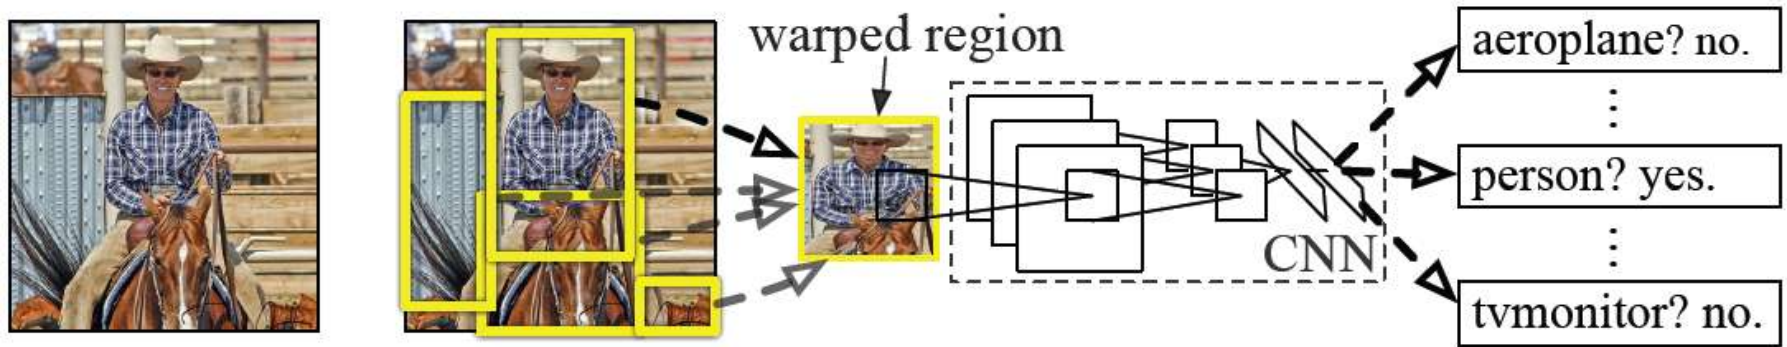 warped region
CNN
aeroplane? no.
person? yes.
tvmonitor? no.